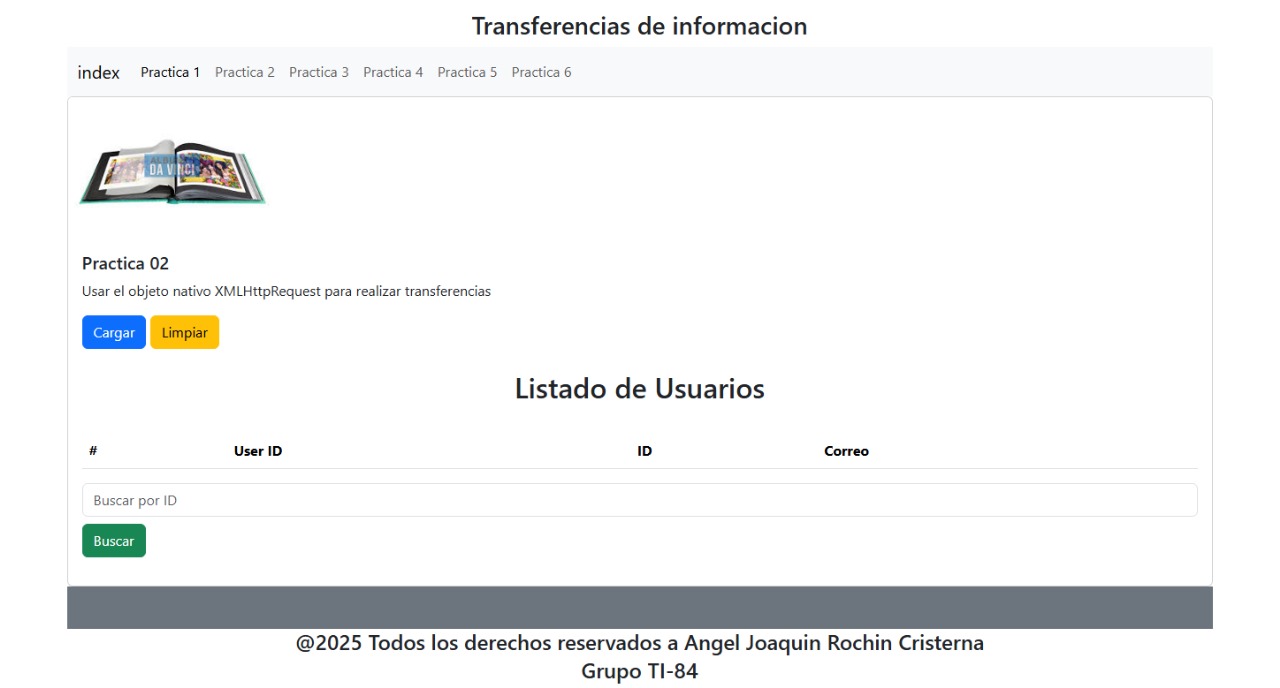 Transferencias de informacion
index Practica 1 Practica 2 Practica 3 Practica 4 Practica 5 Practica 6
ALBUM
DA VINCI
Practica 02
Usar el objeto nativo XMLHttpRequest para realizar transferencias
Cargar Limpiar
Listado de Usuarios
# User ID ID Correo
Buscar por ID
Buscar
@2025 Todos los derechos reservados a Angel Joaquin Rochin Cristerna
Grupo TI-84